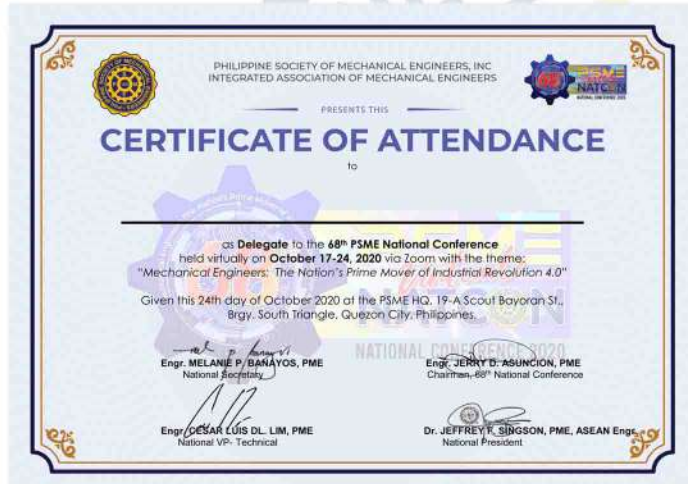 PHILIPPINE SOCIETY OF MECHANICAL ENGINEERS, INC
INTEGRATED ASSOCIATION OF MECHANICAL ENGINEERS
PRESENTS THIS
CERTIFICATE OF ATTENDANCE
to
as Delegate to the 68th PSME National Conference
held virtually on October 17-24, 2020 via Zoom with the theme:
"Mechanical Engineers: The Nation's Prime Mover of Industrial Revolution 4.0"
Given this 24th day of October 2020 at the PSME HQ, 19-A Scout Bayoran St.,
Brgy. South Triangle, Quezon City, Philippines.
NATIONAL CONFERENCE 2020
Engr. MELANIE P. BANAYOS, PME
National Secretary
Engr. JERRY D. ASUNCION, PME
Chairman, 68th National Conference
Engr. CESAR LUIS DL. LIM, PME
National VP- Technical
Dr. JEFFREY F. SINGSON, PME, ASEAN Engr.
National President
PSME
NATCON